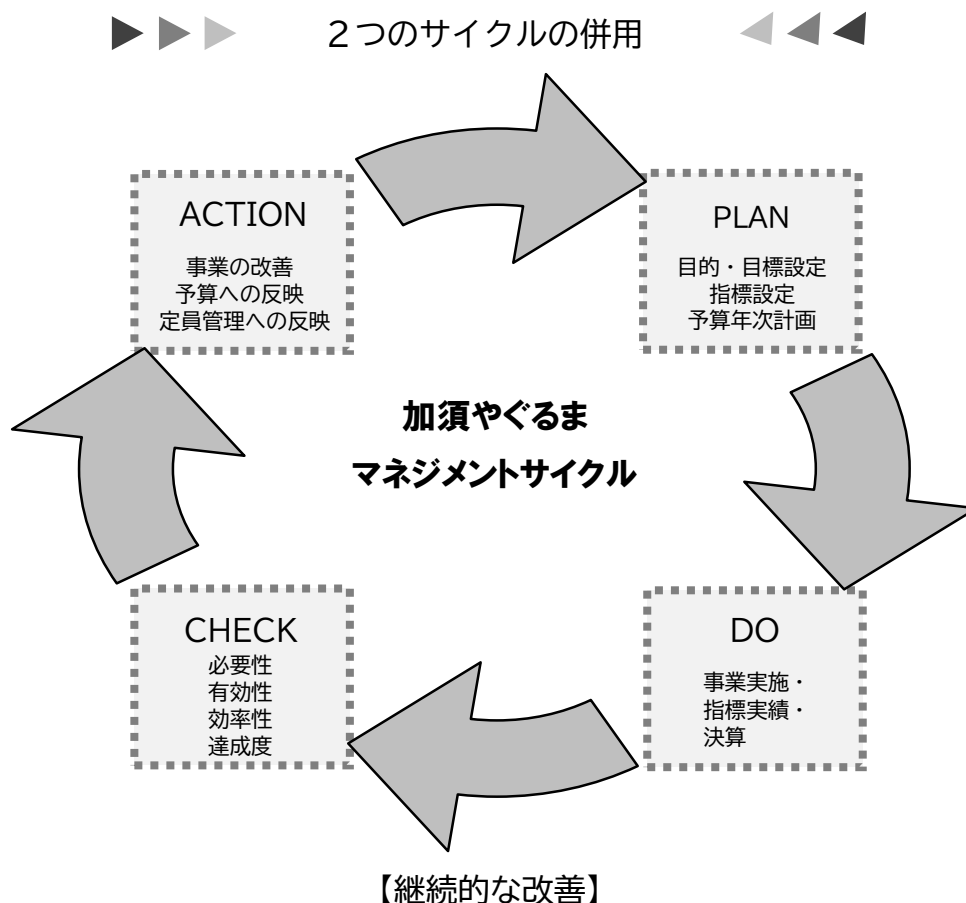 ２つのサイクルの併用
ACTION
事業の改善
予算への反映
定員管理への反映
PLAN
目的・目標設定
指標設定
予算年次計画
加須やぐるま
マネジメントサイクル
CHECK
必要性
有効性
効率性
達成度
DO
事業実施・
指標実績・
決算
【継続的な改善】